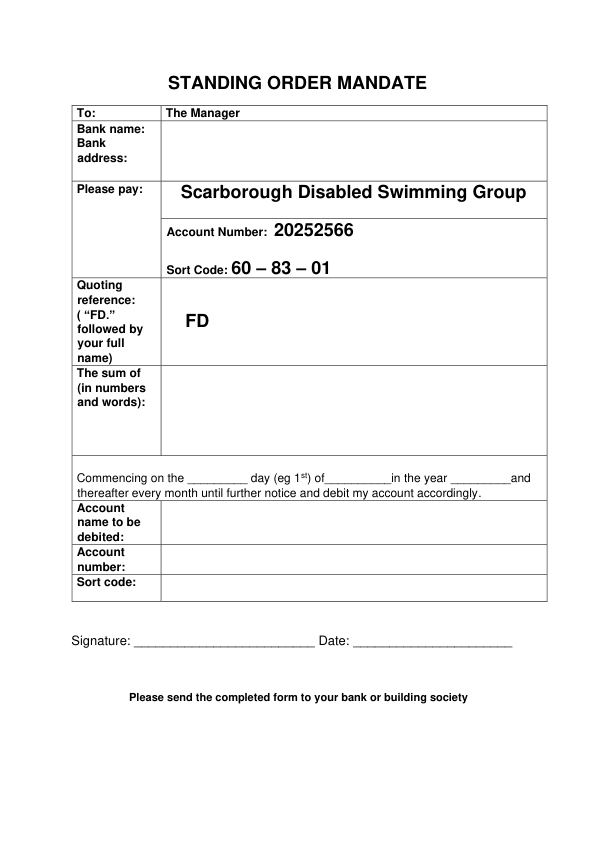 STANDING ORDER MANDATE
To: The Manager
Bank name:
Bank
address:
Please pay: Scarborough Disabled Swimming Group
Account Number: 20252566
Sort Code: 60 – 83 – 01
Quoting
reference:
( “FD.”
followed by
your full
name)
FD
The sum of
(in numbers
and words):
Commencing on the _________ day (eg 1st) of__________in the year _________and
thereafter every month until further notice and debit my account accordingly.
Account
name to be
debited:
Account
number:
Sort code:
Signature: __________________________ Date: _______________________
Please send the completed form to your bank or building society